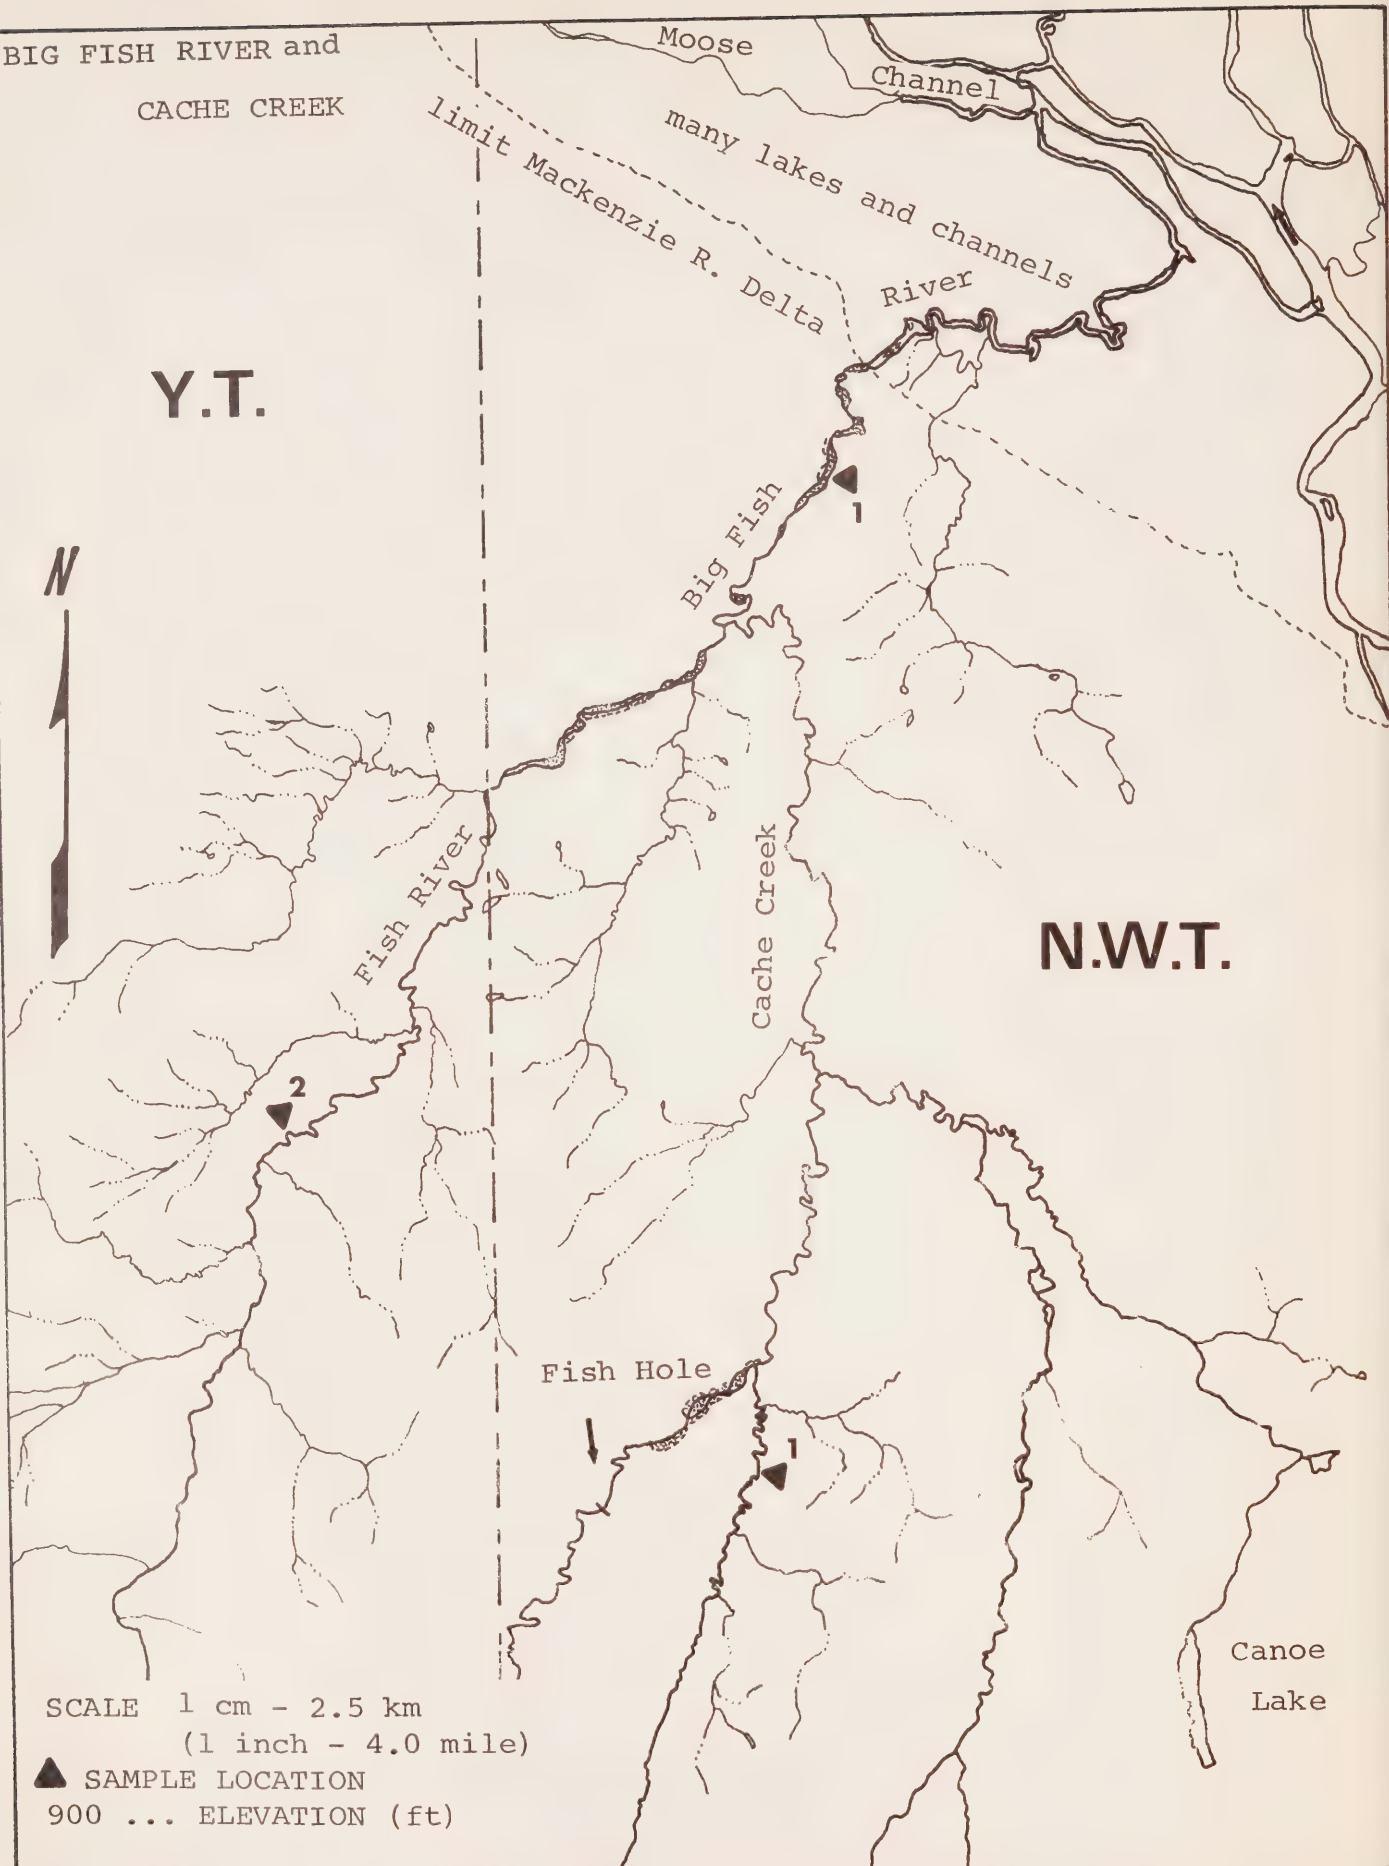 BIG FISH RIVER and
CACHE CREEK
Moose
Channel
many lakes and channels
limit Mackenzie R. Delta
River
Y.T.
1
Big Fish
N
Fish River
Cache Creek
N.W.T.
2
Fish Hole
1
Canoe
Lake
SCALE 1 cm - 2.5 km
(1 inch - 4.0 mile)
SAMPLE LOCATION
900 ... ELEVATION (ft)